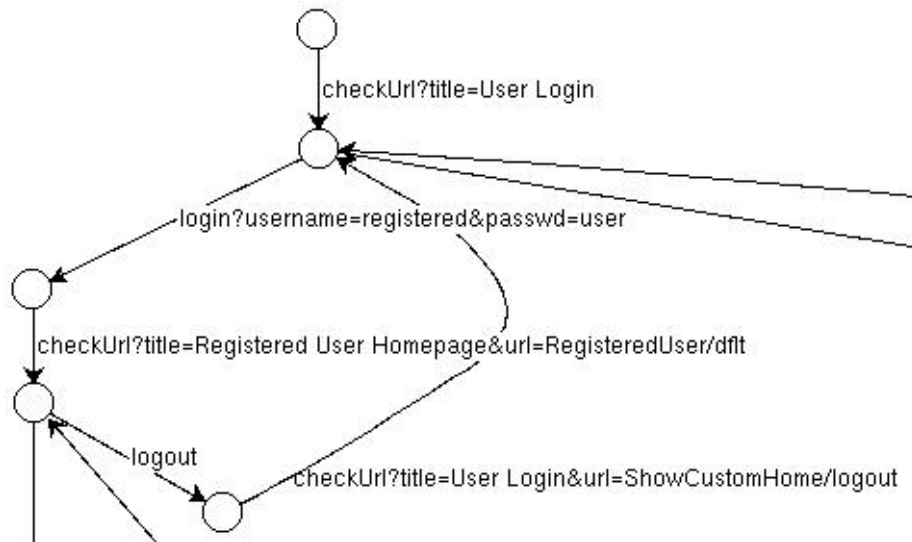 checkUrl?title=User Login
login?username=registered&passwd=user
checkUrl?title=Registered User Homepage&url=RegisteredUser/dflt
logout
checkUrl?title=User Login&url=ShowCustomHome/logout